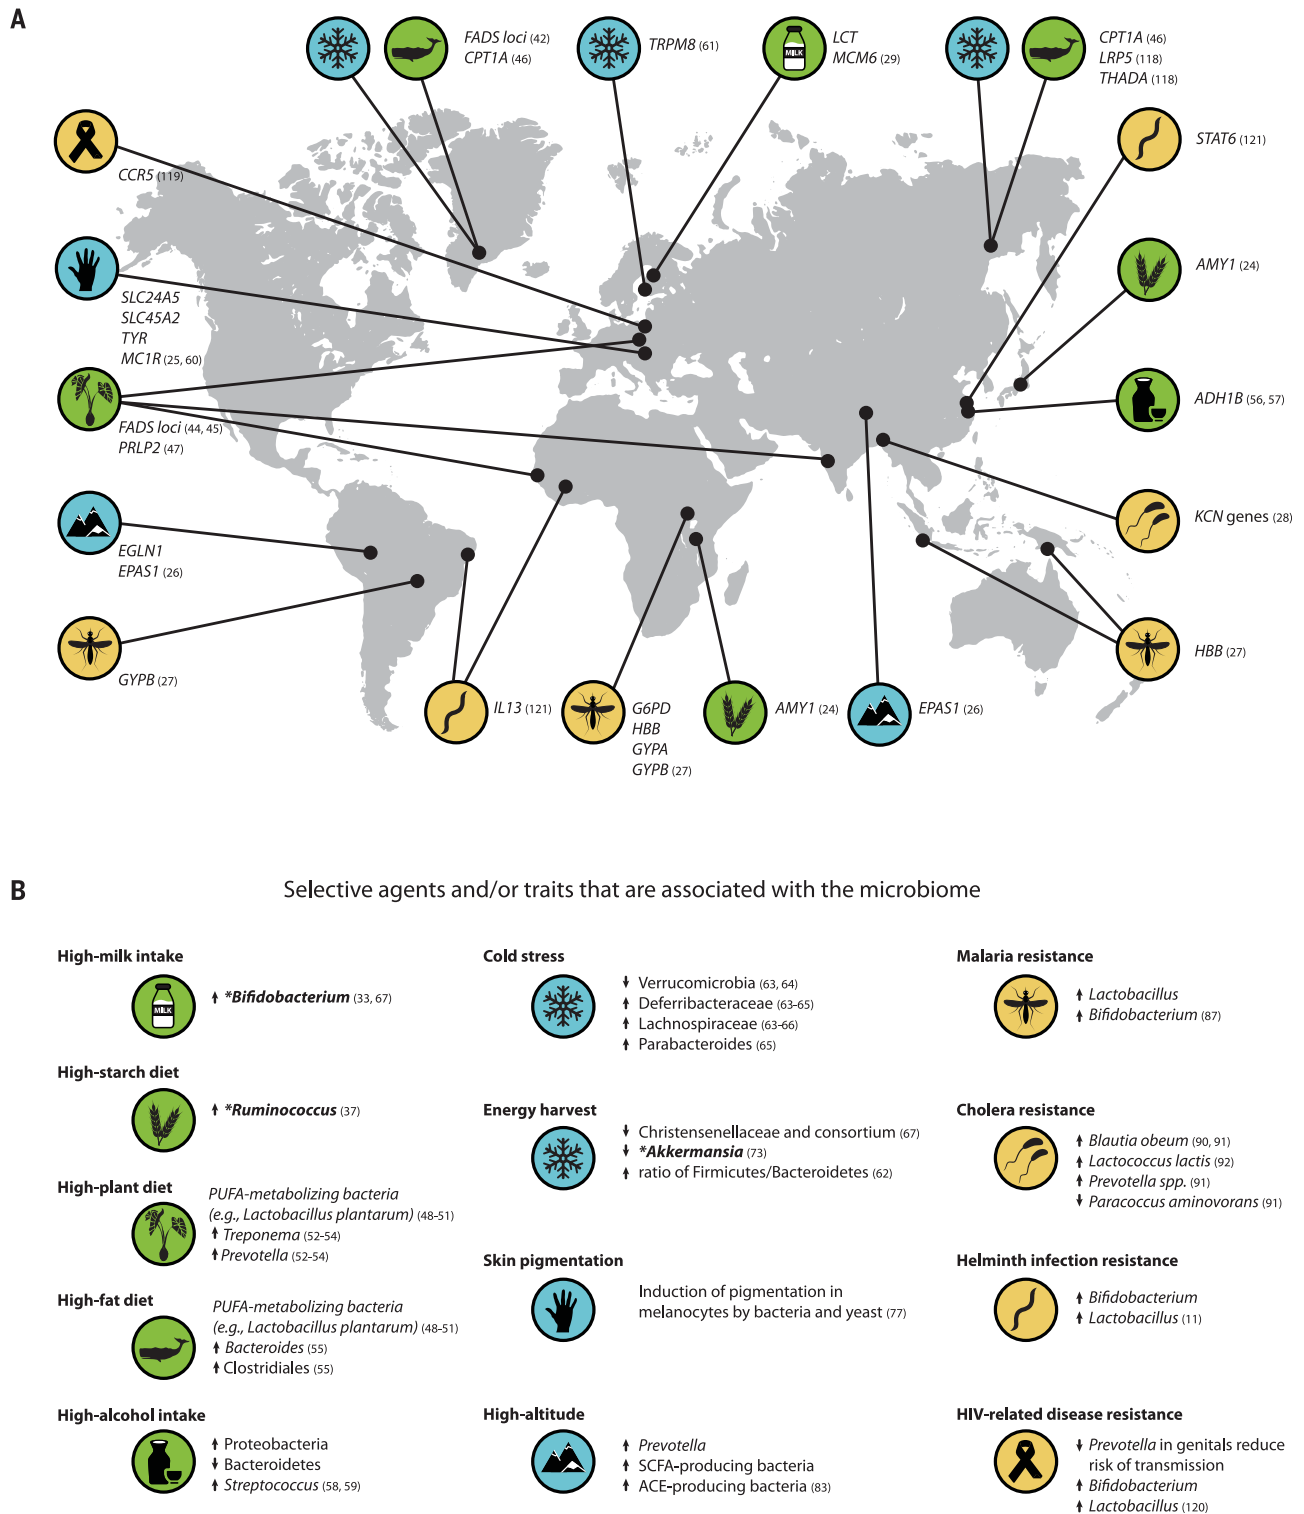 A
FADS loci (42)
CPT1A (46)
TRPM8 (61)
MILK
LCT
MCM6 (29)
CPT1A (46)
LRP5 (118)
THADA (118)
STAT6 (121)
CCR5 (119)
AMY1 (24)
SLC24A5
SLC45A2
TYR
MC1R (25, 60)
ADH1B (56, 57)
FADS loci (44, 45)
PRLP2 (47)
KCN genes (28)
EGLN1
EPAS1 (26)
HBB (27)
GYPB (27)
IL13 (121)
G6PD
HBB
GYPA
GYPB (27)
AMY1 (24)
EPAS1 (26)
B
Selective agents and/or traits that are associated with the microbiome
High-milk intake
MILK
↑ *Bifidobacterium (33, 67)
High-starch diet
↑ *Ruminococcus (37)
High-plant diet
PUFA-metabolizing bacteria
(e.g., Lactobacillus plantarum) (48–51)
↑ Treponema (52–54)
↑ Prevotella (52–54)
High-fat diet
PUFA-metabolizing bacteria
(e.g., Lactobacillus plantarum) (48–51)
↑ Bacteroides (55)
↑ Clostridiales (55)
High-alcohol intake
↑ Proteobacteria
↓ Bacteroidetes
↑ Streptococcus (58, 59)
Cold stress
↓ Verrucomicrobia (63, 64)
↑ Deferribacteraceae (63–65)
↑ Lachnospiraceae (63–66)
↑ Parabacteroides (65)
Energy harvest
↓ Christensenellaceae and consortium (67)
↓ *Akkermansia (73)
↑ ratio of Firmicutes/Bacteroidetes (62)
Skin pigmentation
Induction of pigmentation in
melanocytes by bacteria and yeast (77)
High-altitude
↑ Prevotella
↑ SCFA-producing bacteria
↑ ACE-producing bacteria (83)
Malaria resistance
↑ Lactobacillus
↑ Bifidobacterium (87)
Cholera resistance
↑ Blautia obeum (90, 91)
↑ Lactococcus lactis (92)
↑ Prevotella spp. (91)
↓ Paracoccus aminovorans (91)
Helminth infection resistance
↑ Bifidobacterium
↑ Lactobacillus (11)
HIV-related disease resistance
↓ Prevotella in genitals reduce
risk of transmission
↑ Bifidobacterium
↑ Lactobacillus (120)